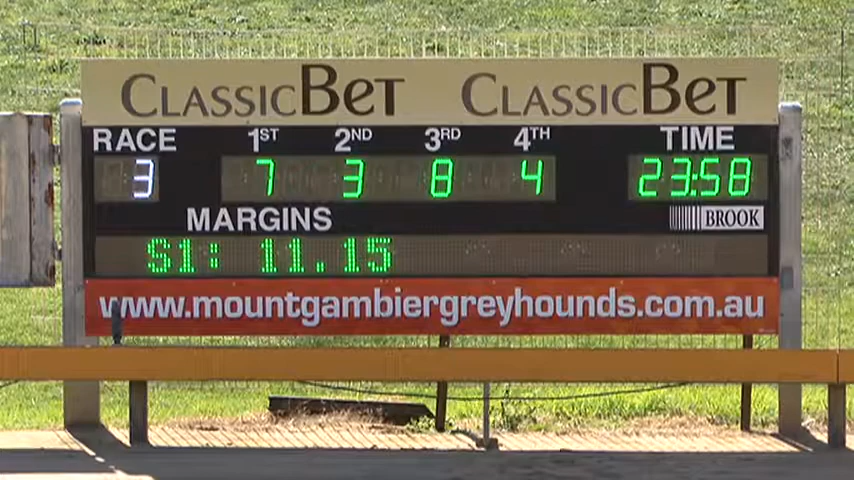 CLASSICBET CLASSICBET
RACE 1ST 2ND 3RD 4TH TIME
3 7 3 8 4 23:58
MARGINS BROOK
S1: 11.15
www.mountgambiergreyhounds.com.au